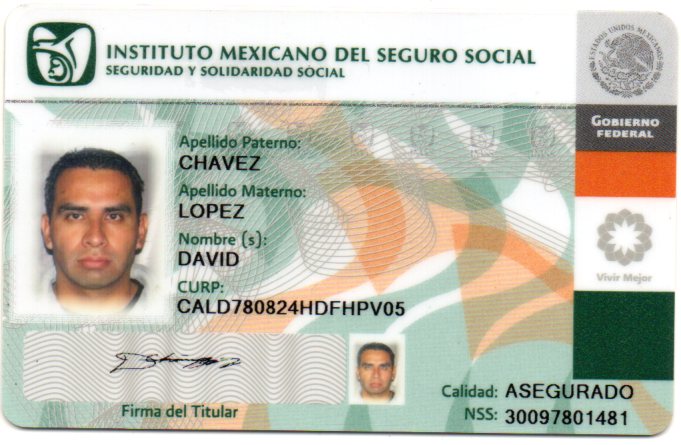 INSTITUTO MEXICANO DEL SEGURO SOCIAL
SEGURIDAD Y SOLIDARIDAD SOCIAL
ESTADOS UNIDOS MEXICANOS
GOBIERNO
FEDERAL
Apellido Paterno:
CHAVEZ
Apellido Materno:
LOPEZ
Nombre (s):
DAVID
CURP:
CALD780824HDFHPV05
Vivir Mejor
Firma del Titular
Calidad: ASEGURADO
NSS: 30097801481